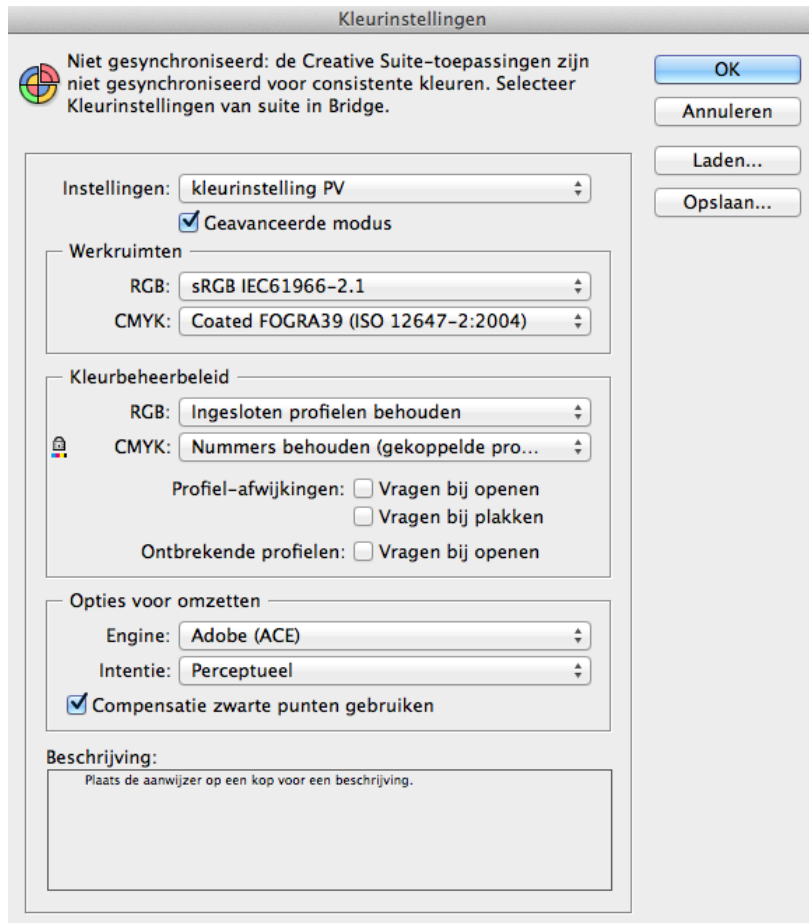 Kleurinstellingen
Niet gesynchroniseerd: de Creative Suite-toepassingen zijn
niet gesynchroniseerd voor consistente kleuren. Selecteer
Kleurinstellingen van suite in Bridge.
OK
Annuleren
Laden...
Opslaan...
Instellingen: kleurinstelling PV
Geavanceerde modus
Werkruimten
RGB: sRGB IEC61966-2.1
CMYK: Coated FOGRA39 (ISO 12647-2:2004)
Kleurbeheerbeleid
RGB: Ingesloten profielen behouden
CMYK: Nummers behouden (gekoppelde pro...
Profiel-afwijkingen: Vragen bij openen
Vragen bij plakken
Ontbrekende profielen: Vragen bij openen
Opties voor omzetten
Engine: Adobe (ACE)
Intentie: Perceptueel
Compensatie zwarte punten gebruiken
Beschrijving:
Plaats de aanwijzer op een kop voor een beschrijving.